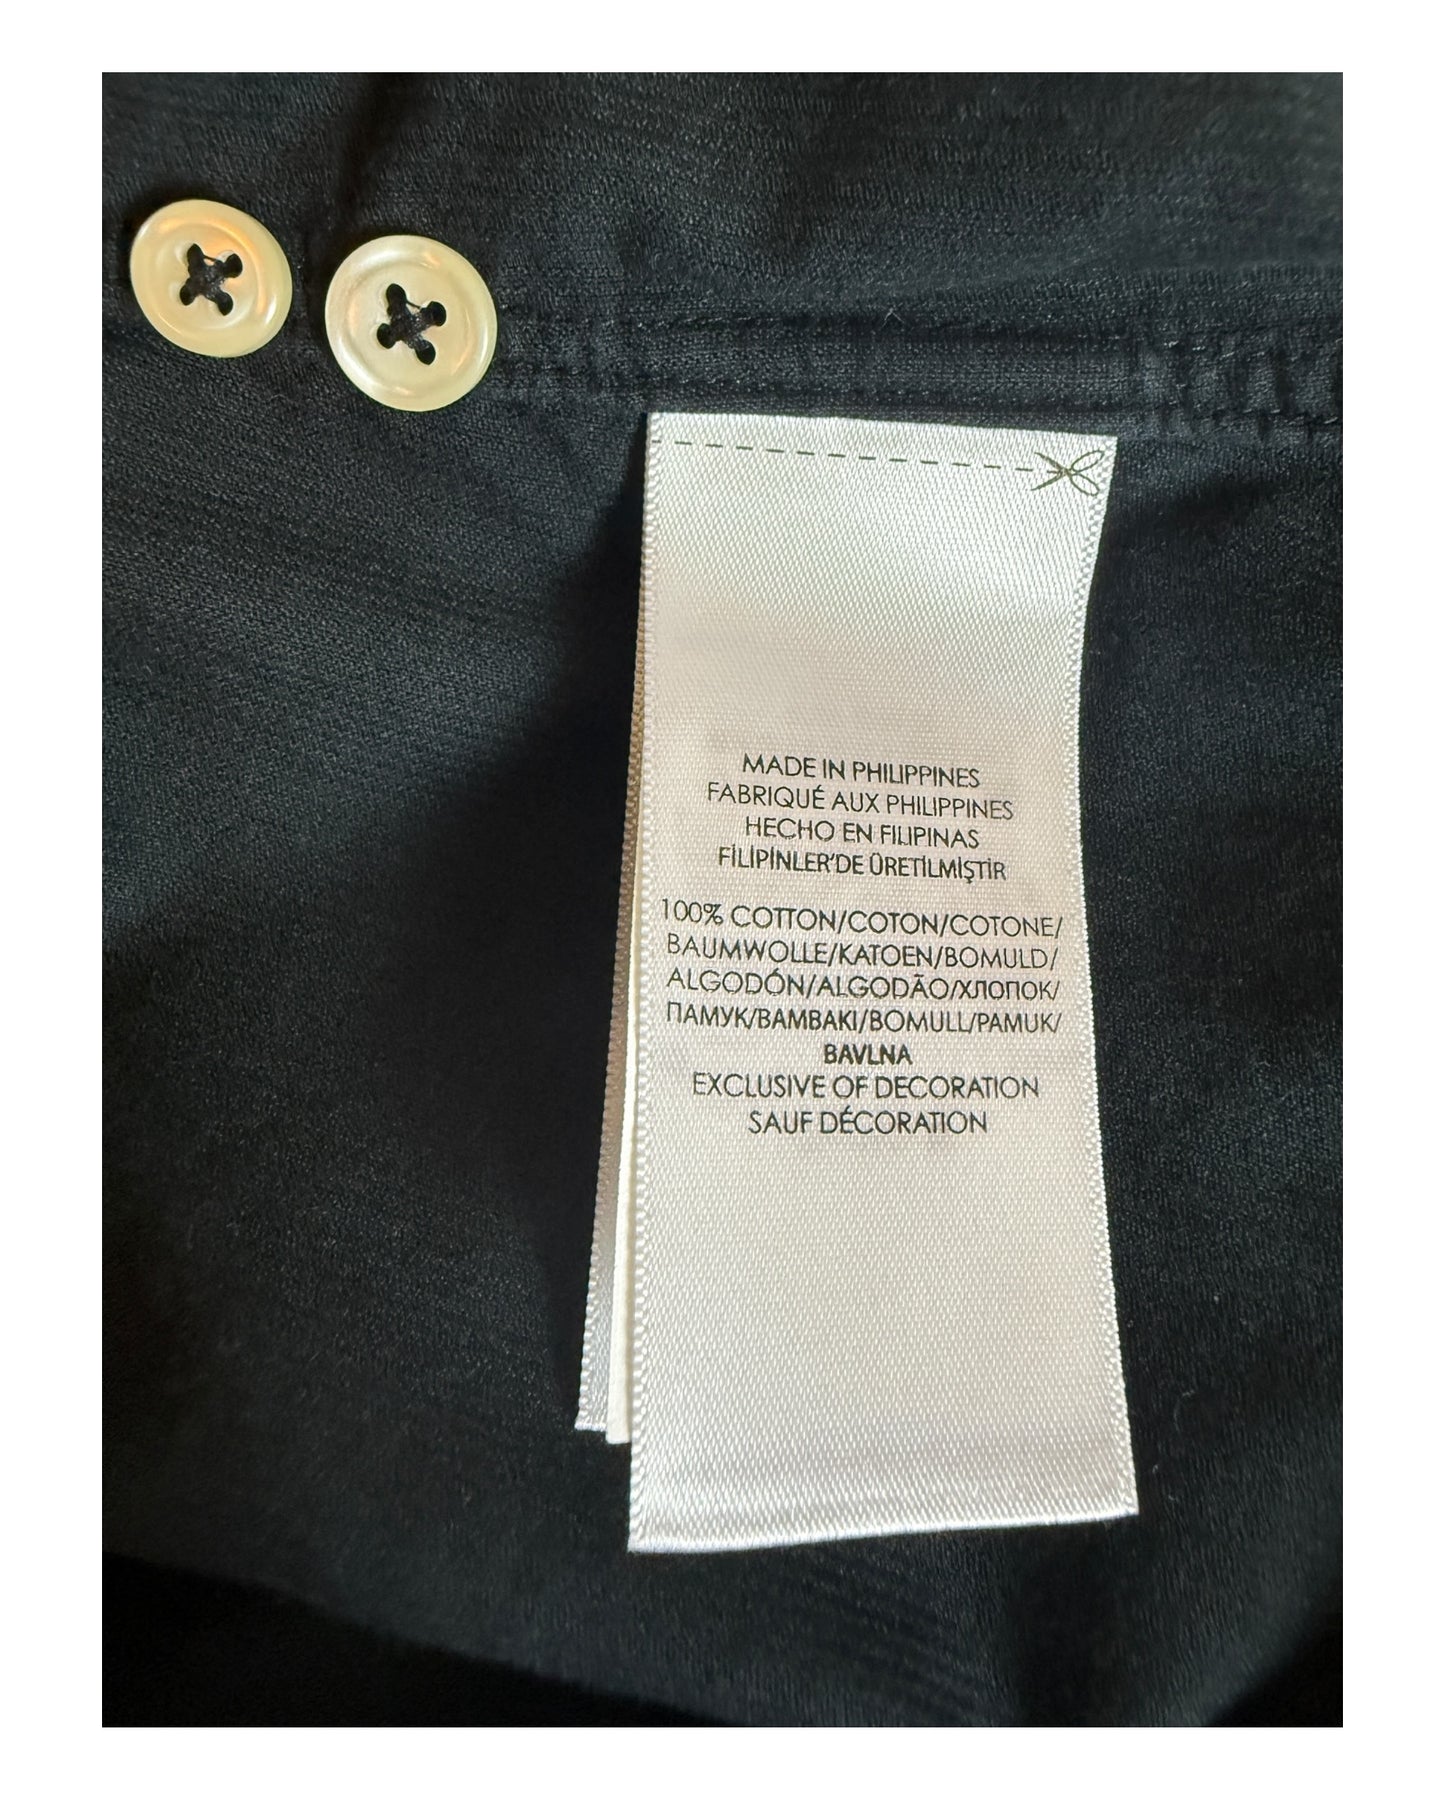 MADE IN PHILIPPINES
FABRIQUÉ AUX PHILIPPINES
HECHO EN FILIPINAS
FİLİPİNLER'DE ÜRETİLMİŞTİR
100% COTTON/COTON/COTONE/
BAUMWOLLE/KATOEN/BOMULD/
ALGODÓN/ALGODÃO/ХЛОПОК/
ПАМУК/BAMBAKI/BOMULL/PAMUK/
BAVLNA
EXCLUSIVE OF DECORATION
SAUF DÉCORATION